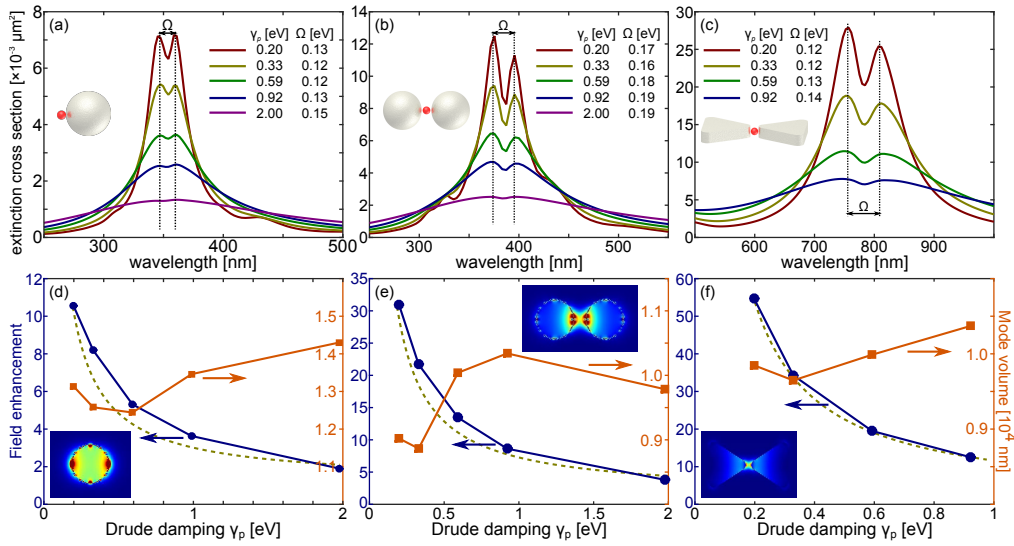 (a)
Ω
γp [eV] Ω [eV]
0.20 0.13
0.33 0.12
0.59 0.12
0.92 0.13
2.00 0.15
extinction cross section [×10⁻³ μm²]
8
6
4
2
0
300 400 500
wavelength [nm]
(b)
Ω
γp [eV] Ω [eV]
0.20 0.17
0.33 0.16
0.59 0.18
0.92 0.19
2.00 0.19
12
10
8
6
4
2
0
300 400 500
wavelength [nm]
(c)
γp [eV] Ω [eV]
0.20 0.12
0.33 0.12
0.59 0.13
0.92 0.14
Ω
30
25
20
15
10
5
0
600 700 800 900
wavelength [nm]
(d)
Field enhancement
12
10
8
6
4
2
0
1.5
1.4
1.3
1.2
1.1
0 1 2
Drude damping γp [eV]
(e)
35
30
25
20
15
10
5
0
1.1
1.0
0.9
0 0.5 1 1.5 2
Drude damping γp [eV]
(f)
60
50
40
30
20
10
0
1.1
1.0
0.9
Mode volume [10⁴ nm³]
0 0.2 0.4 0.6 0.8 1
Drude damping γp [eV]